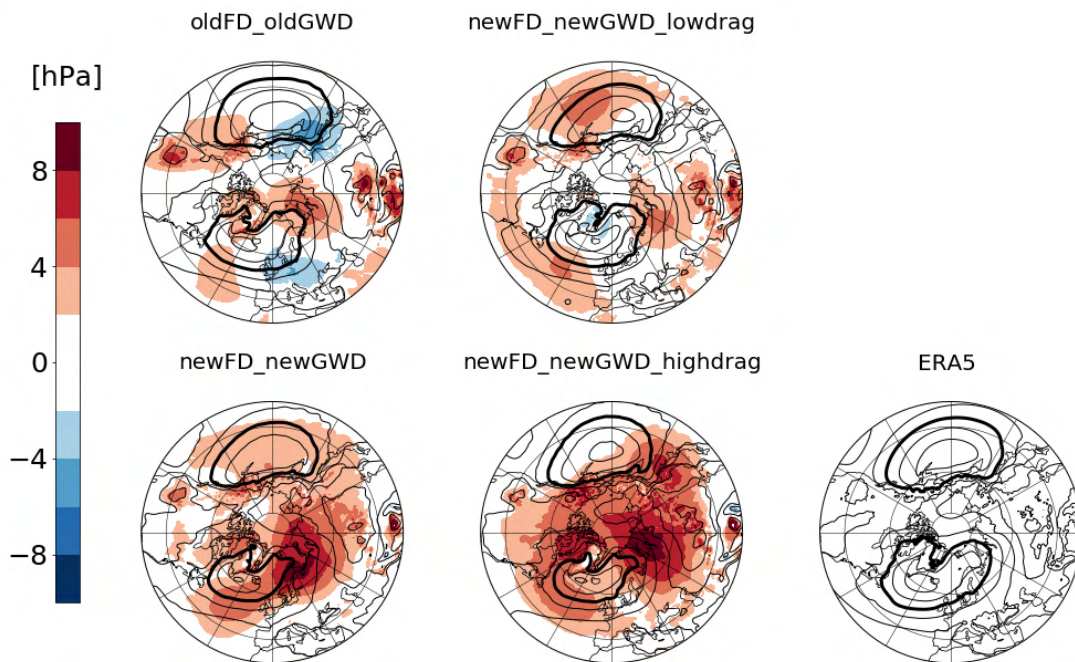 oldFD_oldGWD newFD_newGWD_lowdrag
[hPa]
8
4
0
−4
−8
newFD_newGWD newFD_newGWD_highdrag ERA5